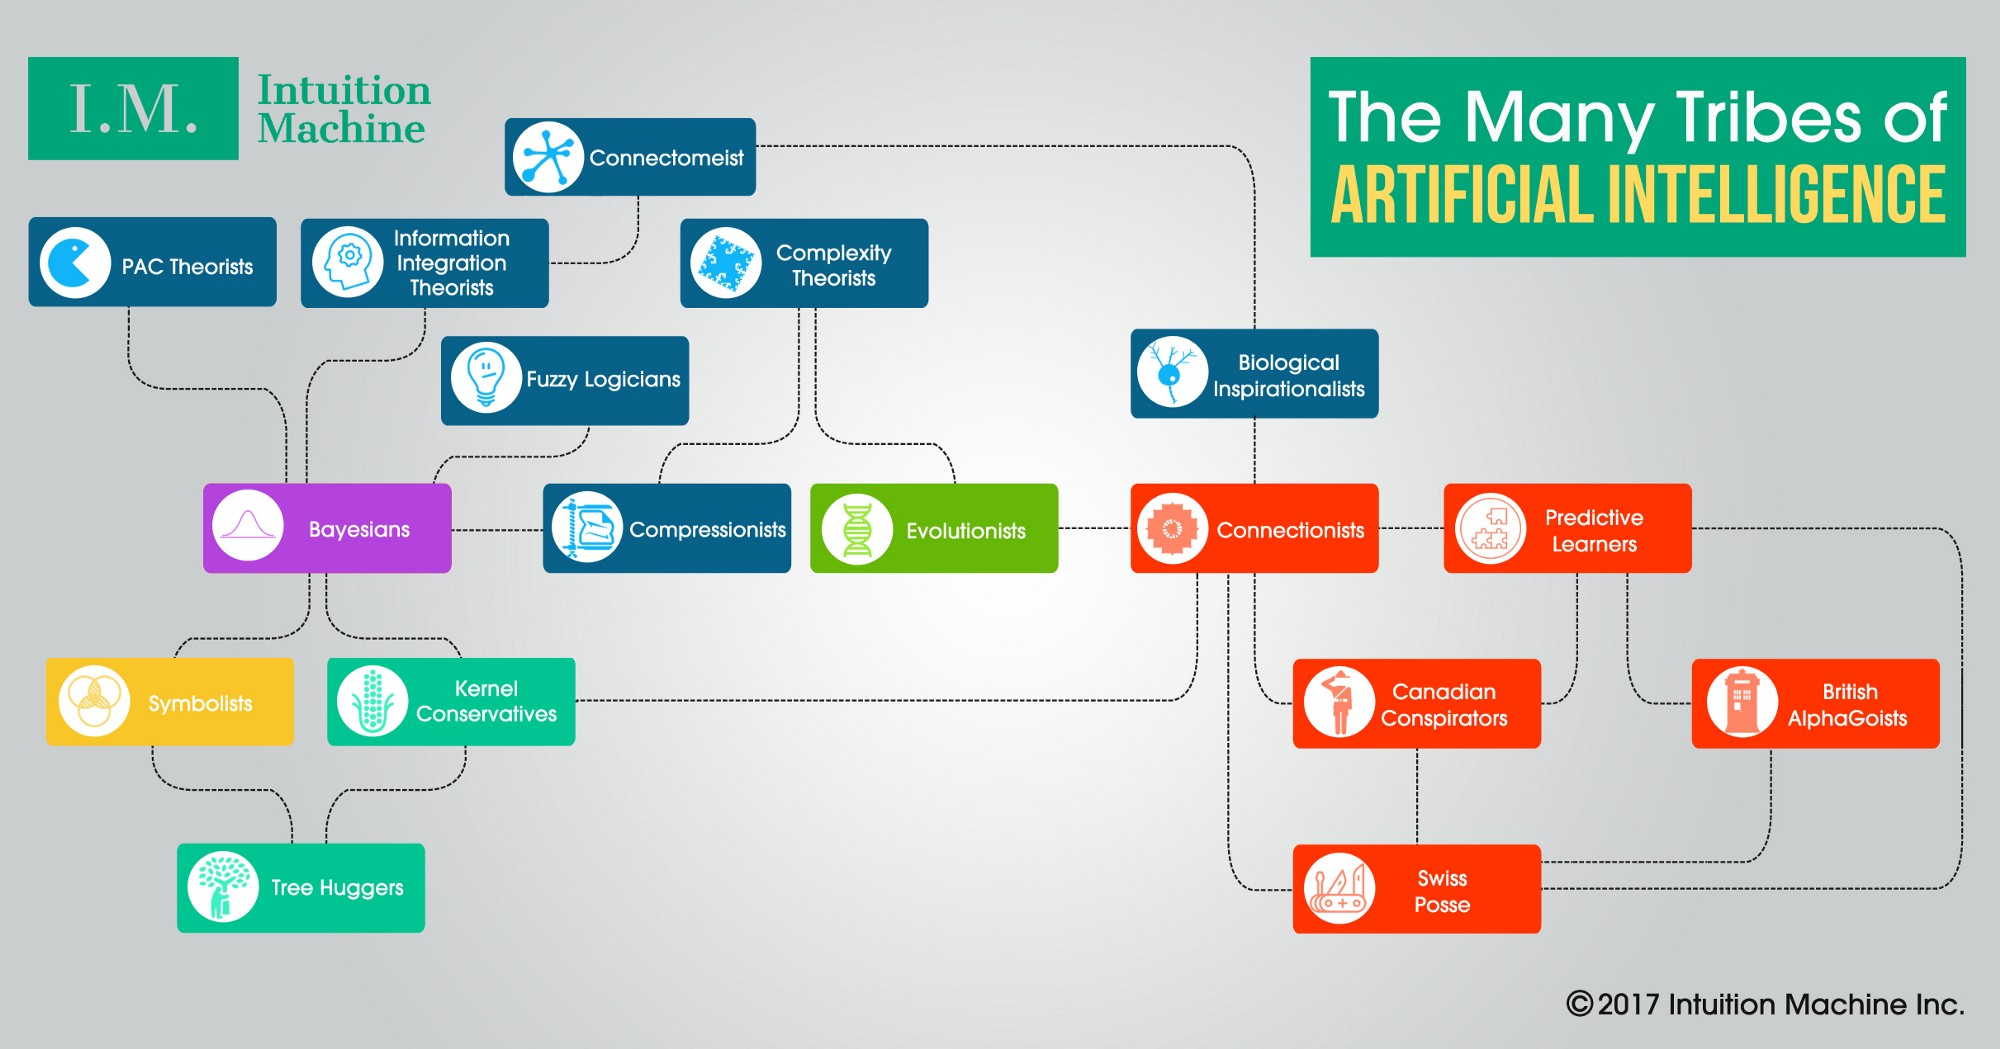 I.M.
Intuition
Machine
The Many Tribes of
ARTIFICIAL INTELLIGENCE
Connectomeist
PAC Theorists
Information
Integration
Theorists
Complexity
Theorists
Fuzzy Logicians
Biological
Inspirationalists
Bayesians
Compressionists
Evolutionists
Connectionists
Predictive
Learners
Symbolists
Kernel
Conservatives
Canadian
Conspirators
British
AlphaGoists
Tree Huggers
Swiss
Posse
©2017 Intuition Machine Inc.